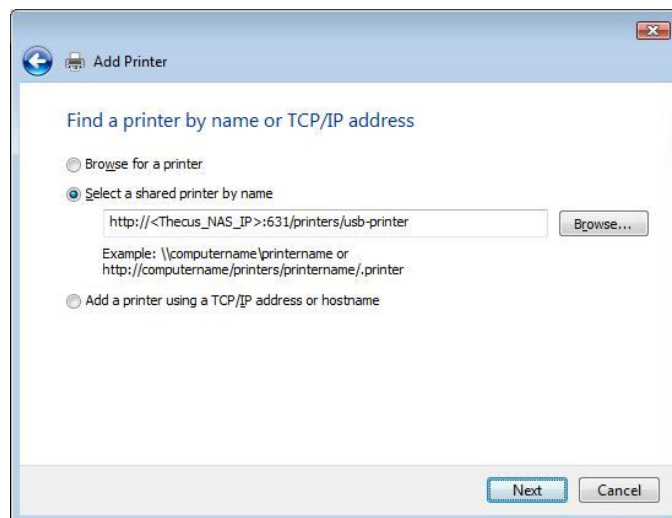 Add Printer
Find a printer by name or TCP/IP address
Browse for a printer
Select a shared printer by name
http://<Thecus_NAS_IP>:631/printers/usb-printer
Browse...
Example: \\computername\printername or
http://computername/printers/printername/.printer
Add a printer using a TCP/IP address or hostname
Next
Cancel